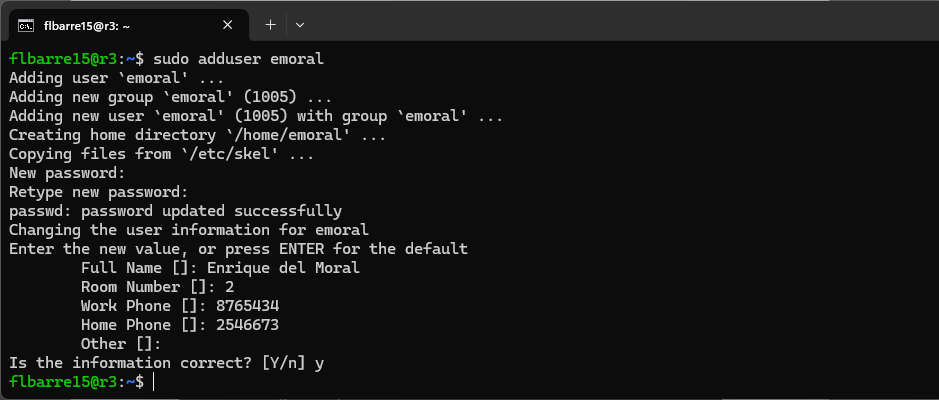 flbarre15@r3: ~
flbarre15@r3:~$ sudo adduser emoral
Adding user `emoral' ...
Adding new group `emoral' (1005) ...
Adding new user `emoral' (1005) with group `emoral' ...
Creating home directory `/home/emoral' ...
Copying files from `/etc/skel' ...
New password:
Retype new password:
passwd: password updated successfully
Changing the user information for emoral
Enter the new value, or press ENTER for the default
        Full Name []: Enrique del Moral
        Room Number []: 2
        Work Phone []: 8765434
        Home Phone []: 2546673
        Other []:
Is the information correct? [Y/n] y
flbarre15@r3:~$